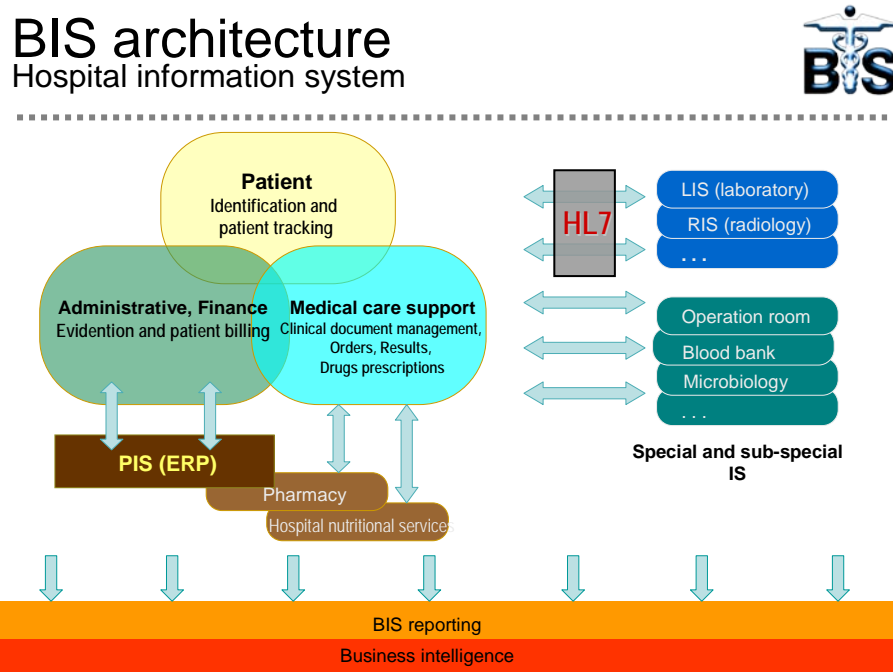 BIS architecture
Hospital information system
BIS
Patient
Identification and
patient tracking
Administrative, Finance
Evidention and patient billing
Medical care support
Clinical document management,
Orders, Results,
Drugs prescriptions
HL7
LIS (laboratory)
RIS (radiology)
. . .
Operation room
Blood bank
Microbiology
. . .
Special and sub-special
IS
PIS (ERP)
Pharmacy
Hospital nutritional services
BIS reporting
Business intelligence